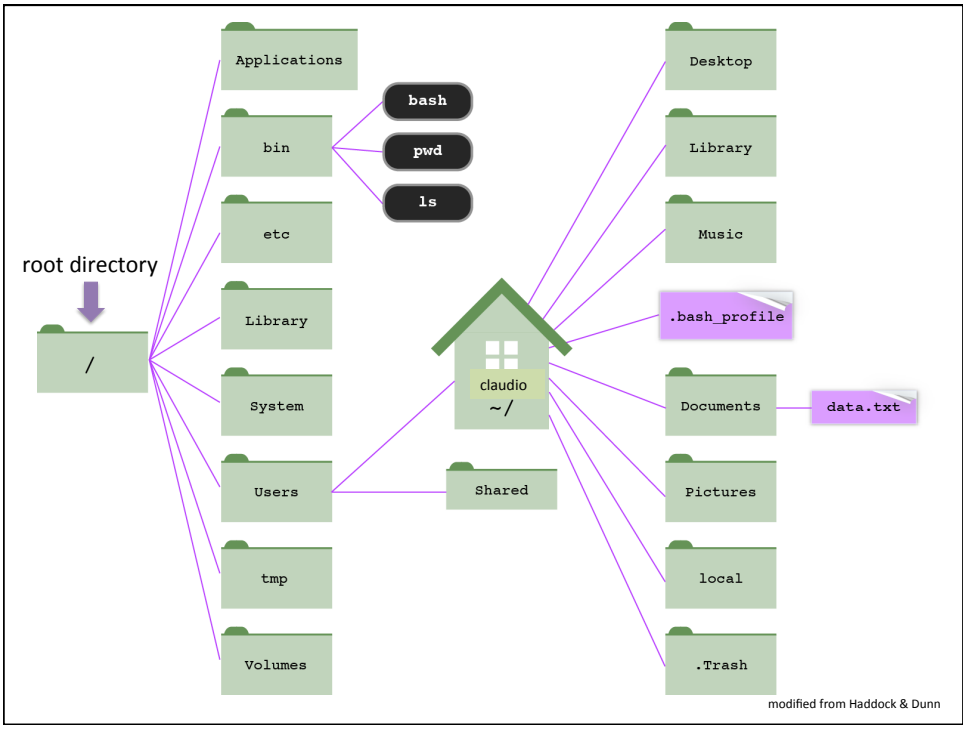 root directory
/
Applications
bin
etc
Library
System
Users
tmp
Volumes
bash
pwd
ls
claudio
~/
Shared
Desktop
Library
Music
.bash_profile
Documents
data.txt
Pictures
local
.Trash
modified from Haddock & Dunn